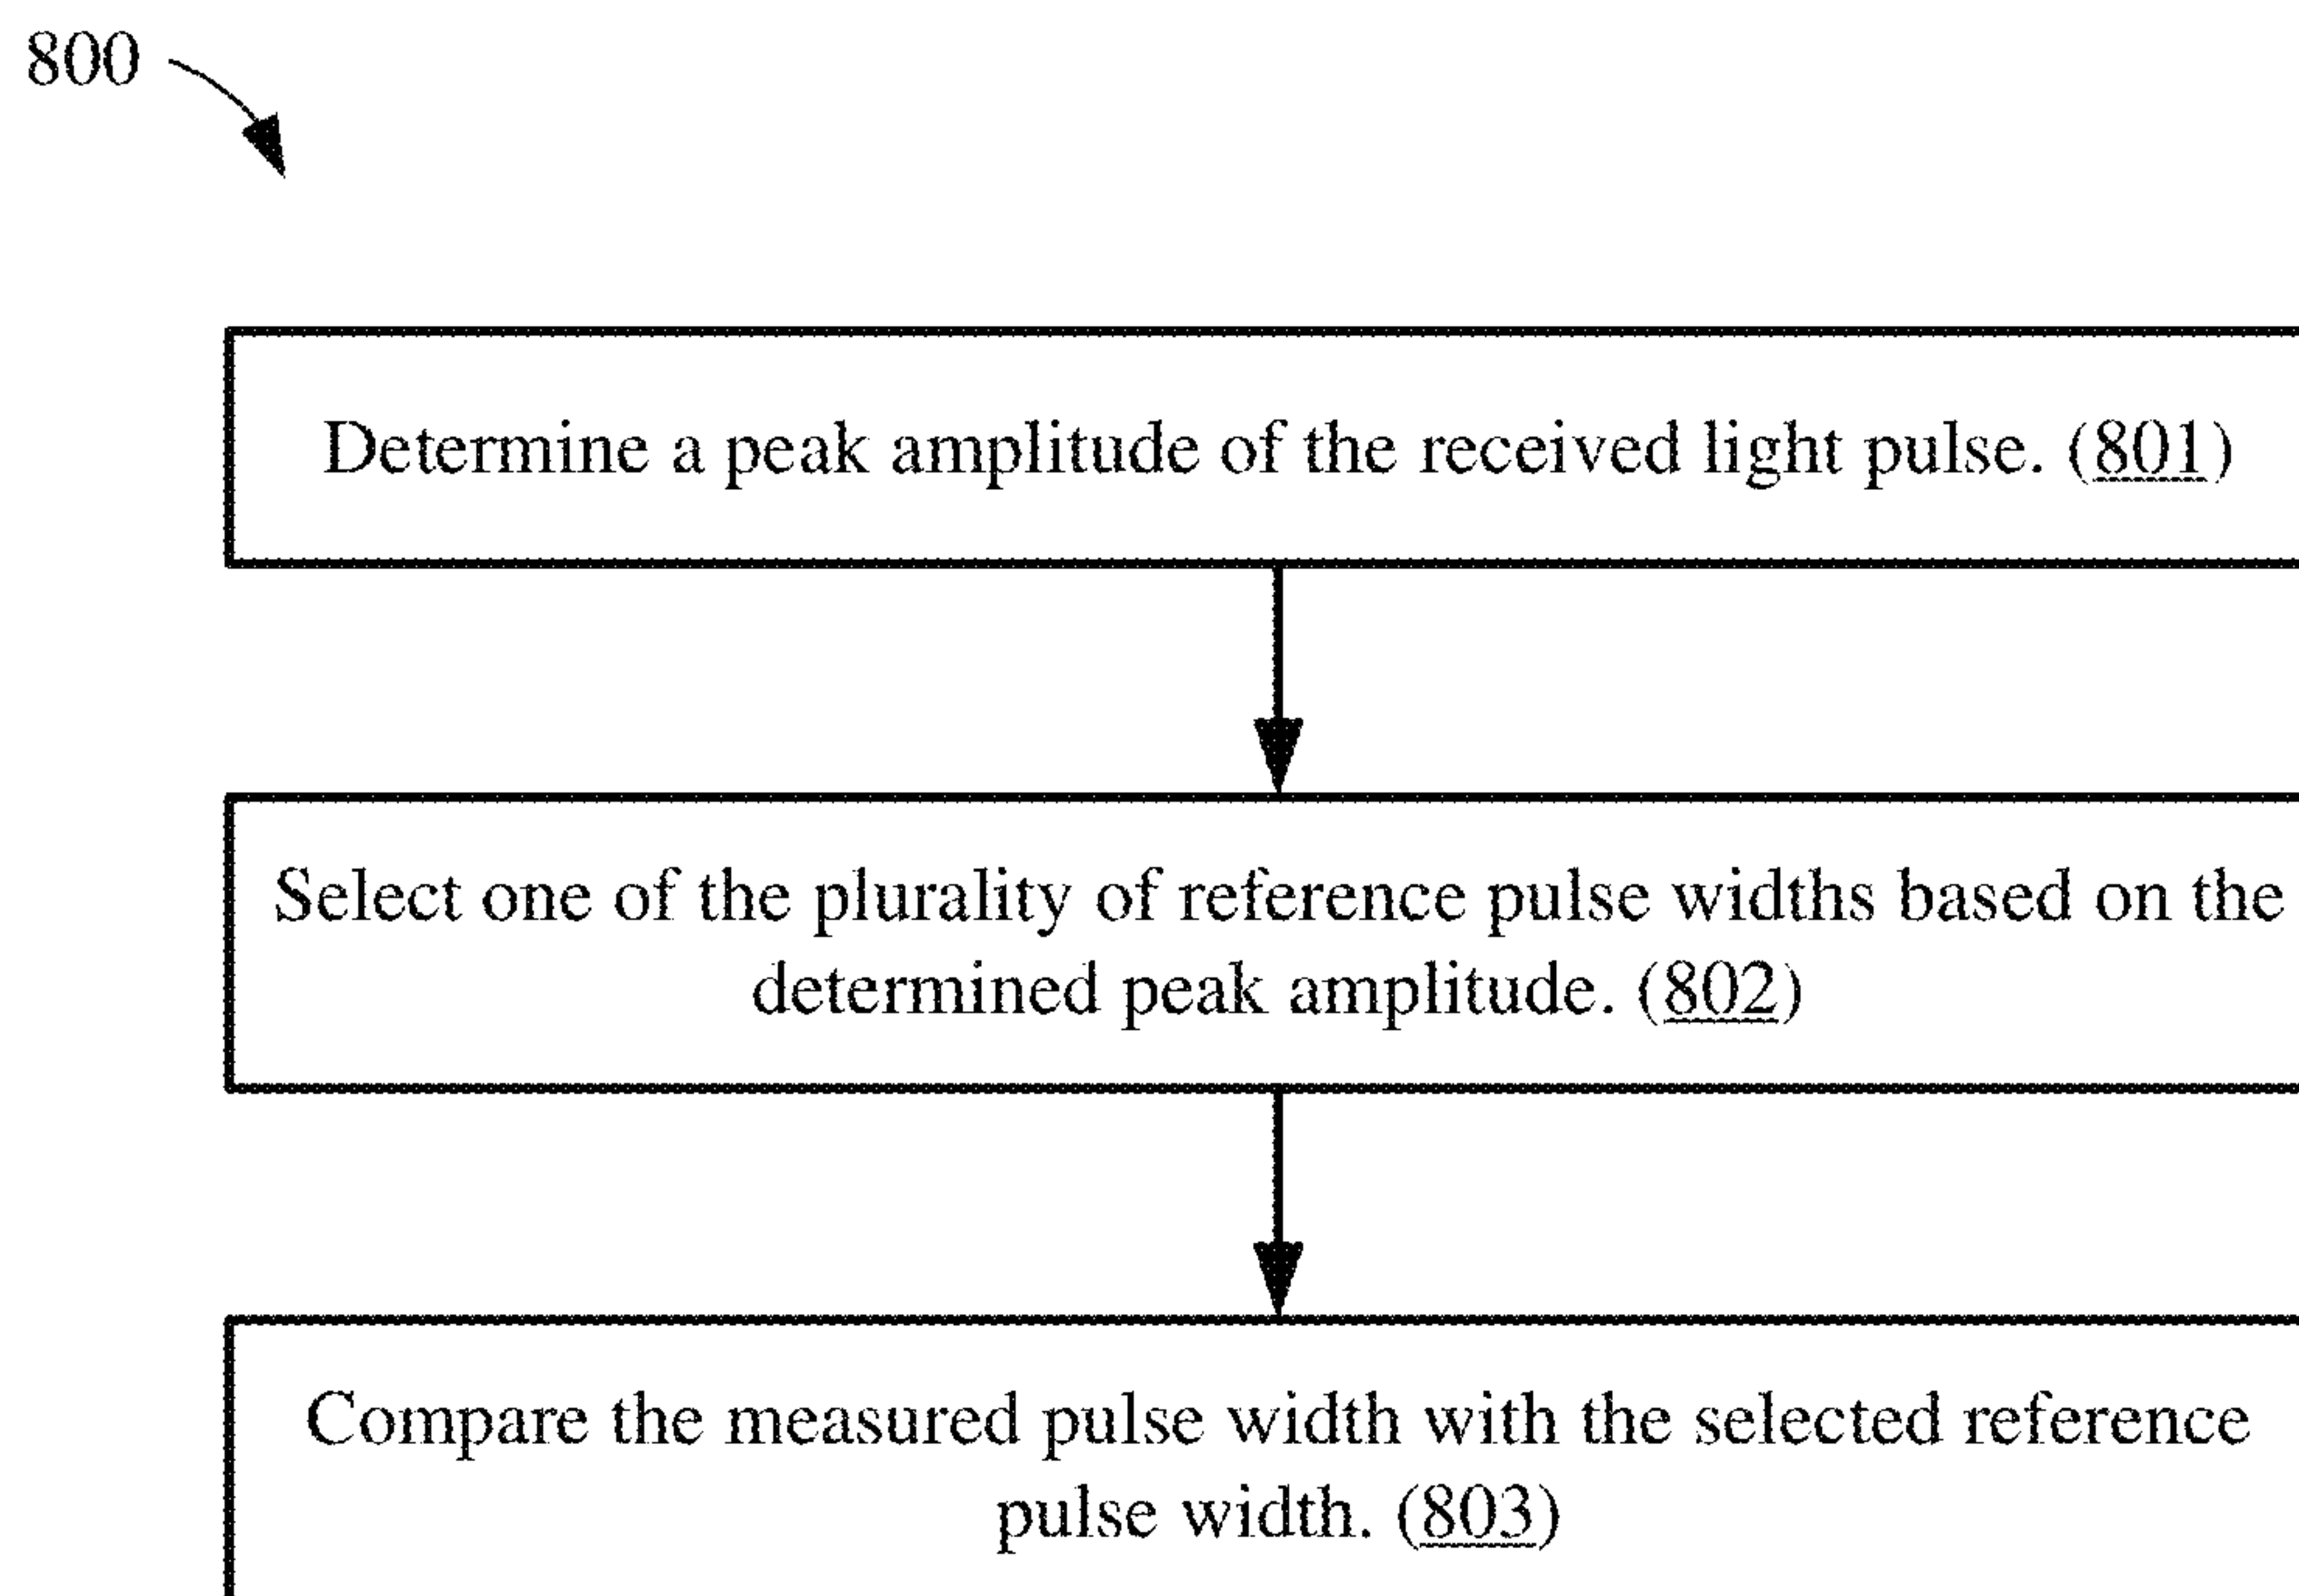 800
Determine a peak amplitude of the received light pulse. (801)
Select one of the plurality of reference pulse widths based on the
determined peak amplitude. (802)
Compare the measured pulse width with the selected reference
pulse width. (803)